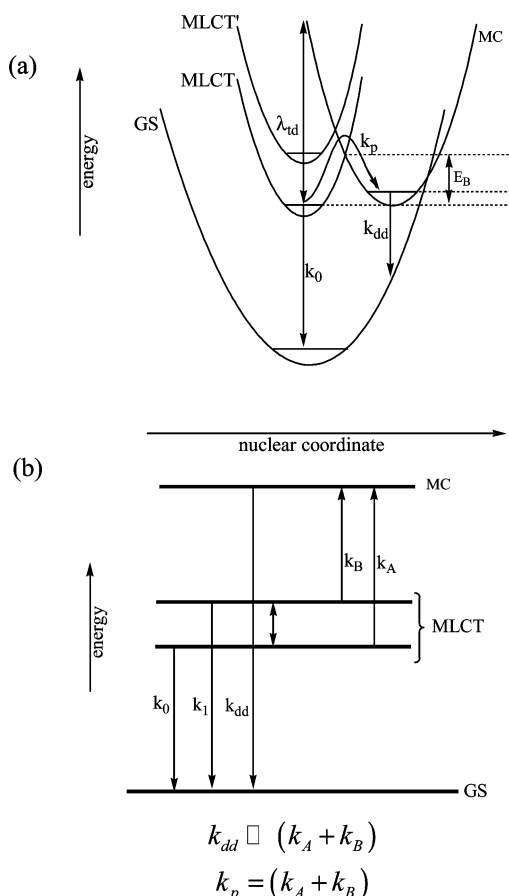 (a)
MLCT'
MLCT
GS
MC
energy
λtd
kp
EB
kdd
k0
nuclear coordinate
(b)
MC
energy
kB
kA
MLCT
k0
k1
kdd
GS
kdd □ (kA + kB)
kp = (kA + kB)